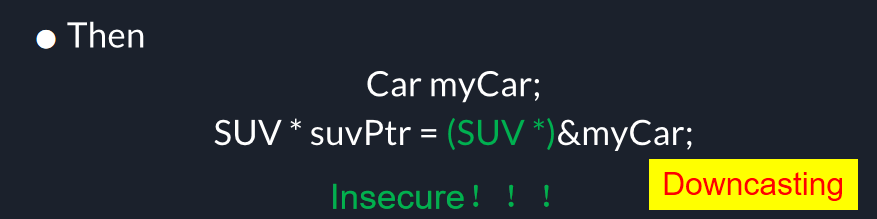 ● Then
Car myCar;
SUV * suvPtr = (SUV *)&myCar;
Insecure！！！
Downcasting